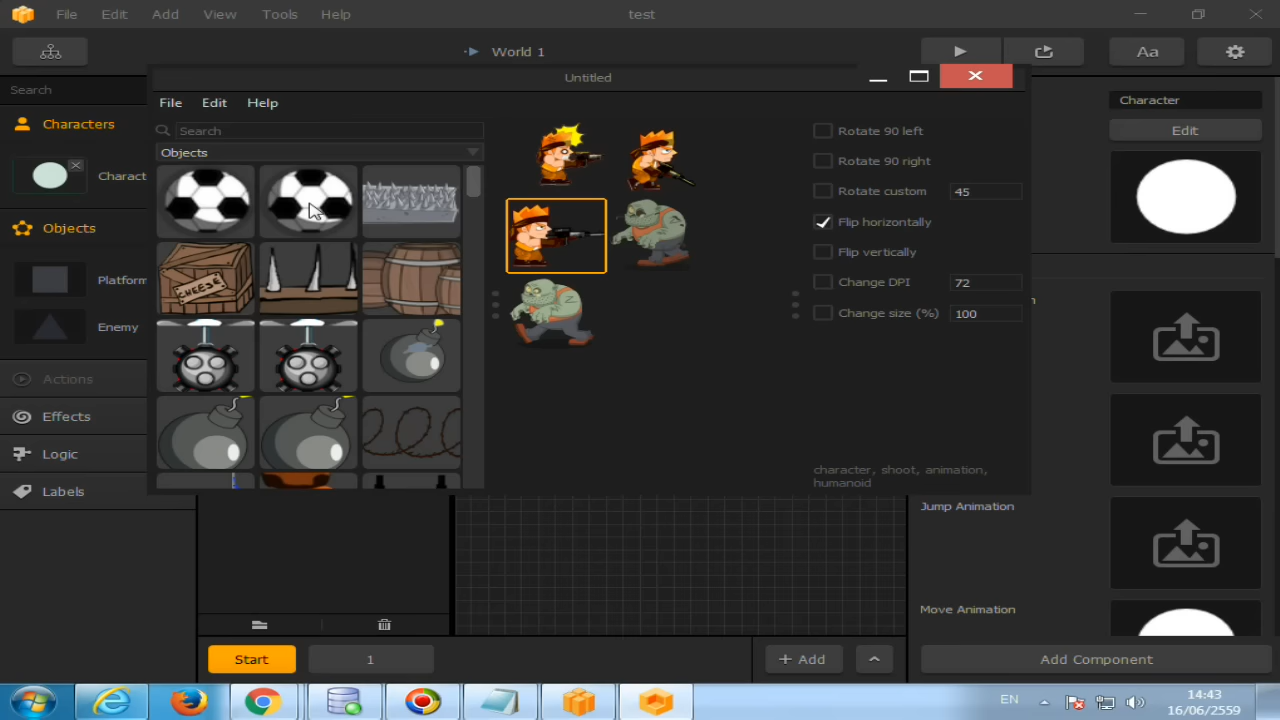 File Edit Add View Tools Help test
World 1
Aa
Search
Characters
Charact
Objects
Platform
Enemy
Actions
Effects
Logic
Labels
Untitled
File Edit Help
Search
Objects
CHEESE
Rotate 90 left
Rotate 90 right
Rotate custom 45
Flip horizontally
Flip vertically
Change DPI 72
Change size (%) 100
character, shoot, animation,
humanoid
Character
Edit
n
Jump Animation
Move Animation
Start 1 + Add Add Component
EN 14:43
16/06/2559